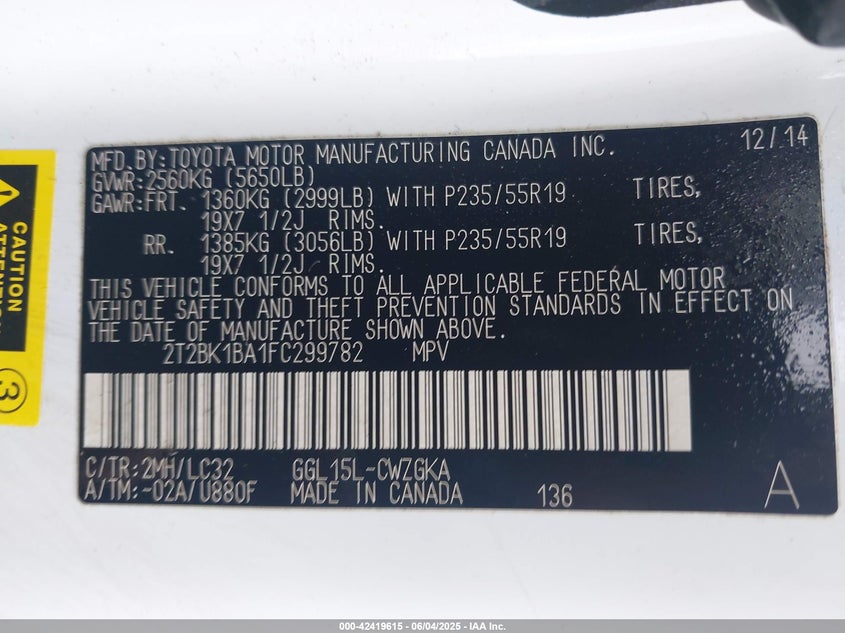 MFD.BY:TOYOTA MOTOR MANUFACTURING CANADA INC. 12/14
GVWR:2560KG (5650LB)
GAWR:FRT. 1360KG (2999LB) WITH P235/55R19 TIRES,
19X7 1/2J RIMS.
RR. 1385KG (3056LB) WITH P235/55R19 TIRES,
19X7 1/2J RIMS.
THIS VEHICLE CONFORMS TO ALL APPLICABLE FEDERAL MOTOR
VEHICLE SAFETY AND THEFT PREVENTION STANDARDS IN EFFECT ON
THE DATE OF MANUFACTURE SHOWN ABOVE.
2T2BK1BA1FC299782 MPV
C/TR:2MH/LC32 GGL15L-CWZGKA
A/TM:-02A/U880F MADE IN CANADA 136 A
CAUTION
3
000-42419615 - 06/04/2025 - IAA Inc.